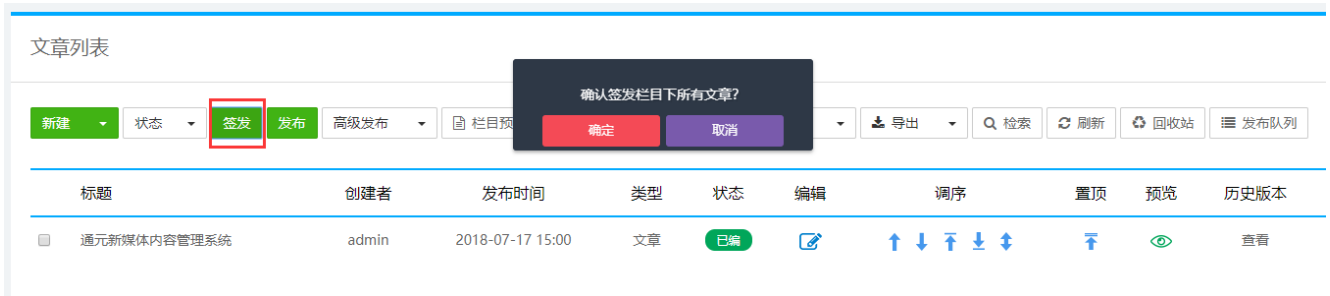 文章列表
确认签发栏目下所有文章?
确定 取消
新建 状态 签发 发布 高级发布 栏目预 导出 检索 刷新 回收站 发布队列
标题 创建者 发布时间 类型 状态 编辑 调序 置顶 预览 历史版本
通元新媒体内容管理系统 admin 2018-07-17 15:00 文章 已编 查看